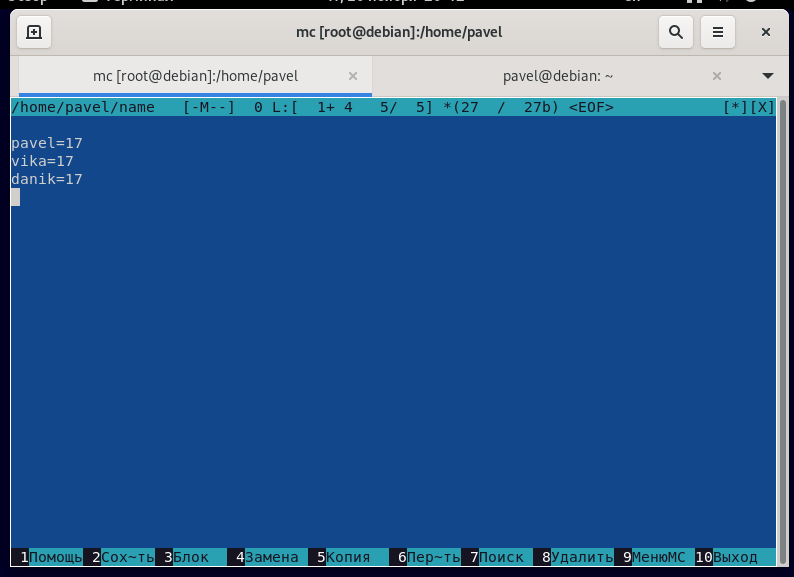 mc [root@debian]:/home/pavel
mc [root@debian]:/home/pavel
pavel@debian: ~
/home/pavel/name   [-M--]  0 L:[  1+ 4   5/  5] *(27  /  27b) <EOF>            [*][X]
pavel=17
vika=17
danik=17
1Помощь 2Сох~ть 3Блок 4Замена 5Копия 6Пер~ть 7Поиск 8Удалить 9МенюMC 10Выход